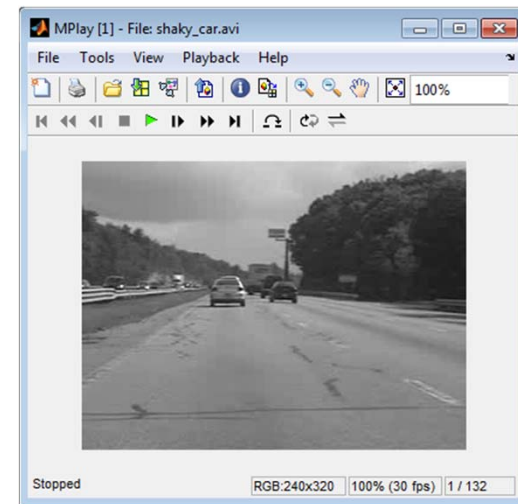 MPlay [1] - File: shaky_car.avi
File Tools View Playback Help
100%
Stopped RGB:240x320 100% (30 fps) 1 / 132